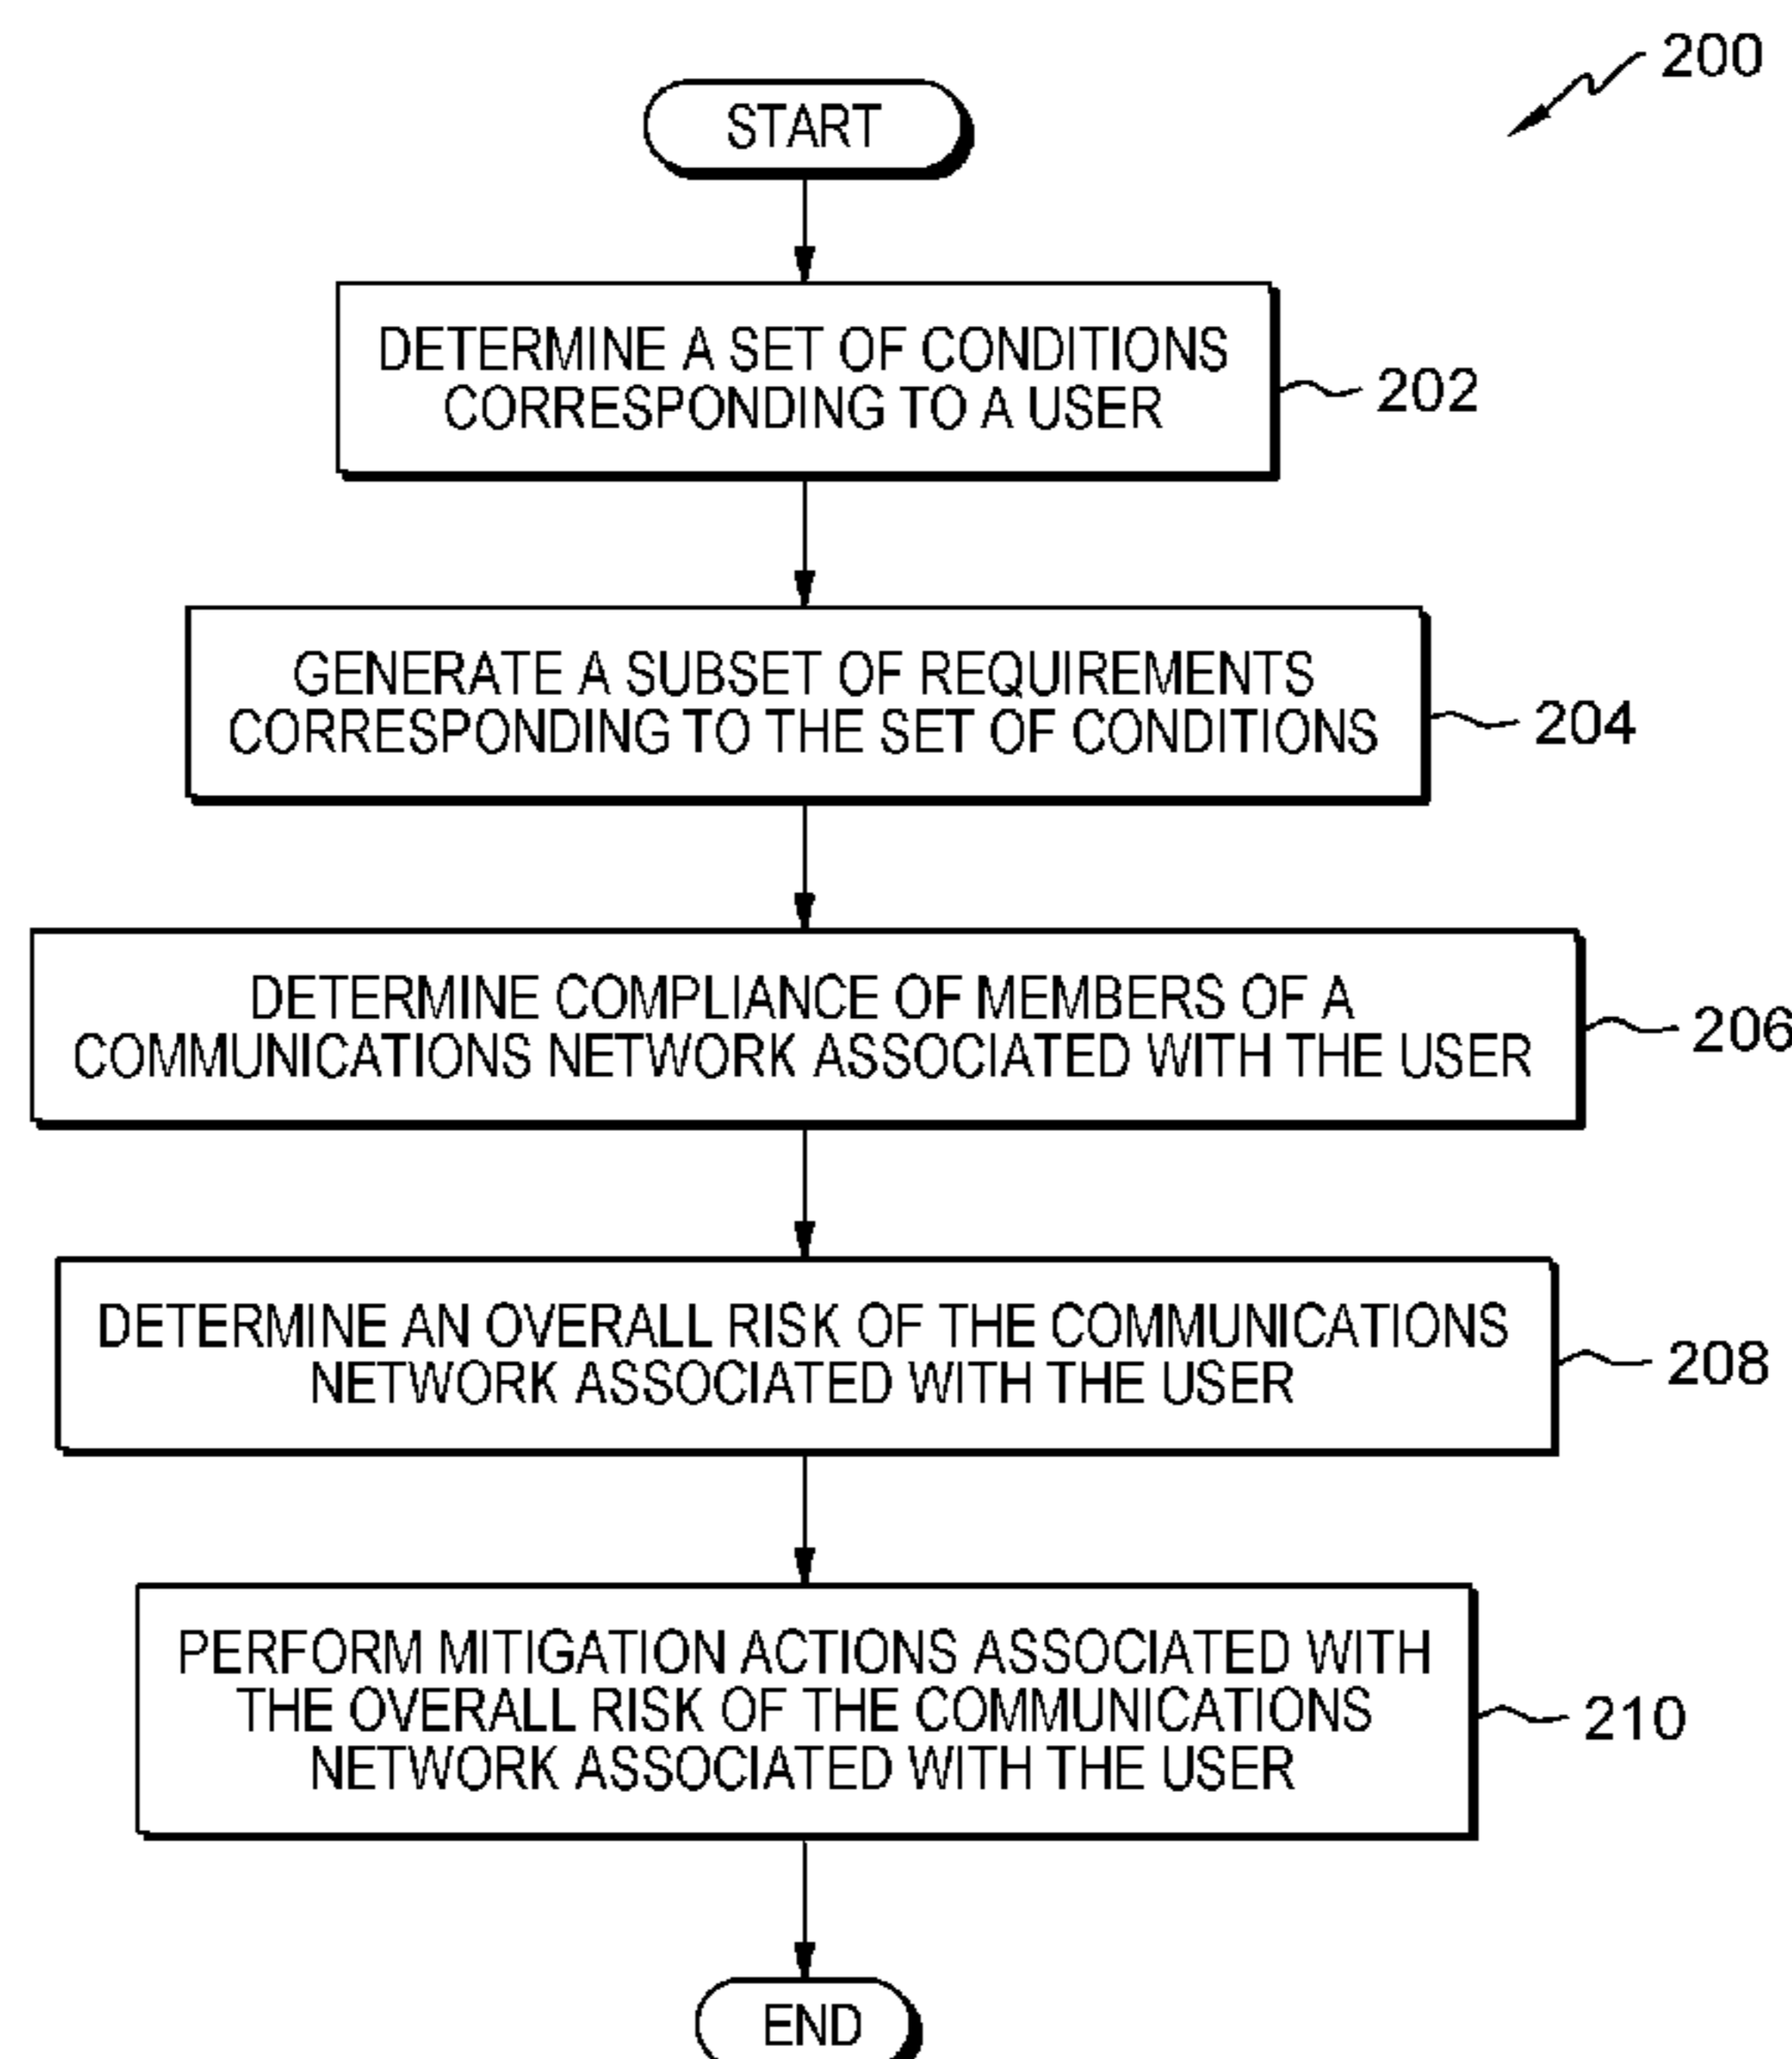 200
START
DETERMINE A SET OF CONDITIONS
CORRESPONDING TO A USER
202
GENERATE A SUBSET OF REQUIREMENTS
CORRESPONDING TO THE SET OF CONDITIONS
204
DETERMINE COMPLIANCE OF MEMBERS OF A
COMMUNICATIONS NETWORK ASSOCIATED WITH THE USER
206
DETERMINE AN OVERALL RISK OF THE COMMUNICATIONS
NETWORK ASSOCIATED WITH THE USER
208
PERFORM MITIGATION ACTIONS ASSOCIATED WITH
THE OVERALL RISK OF THE COMMUNICATIONS
NETWORK ASSOCIATED WITH THE USER
210
END